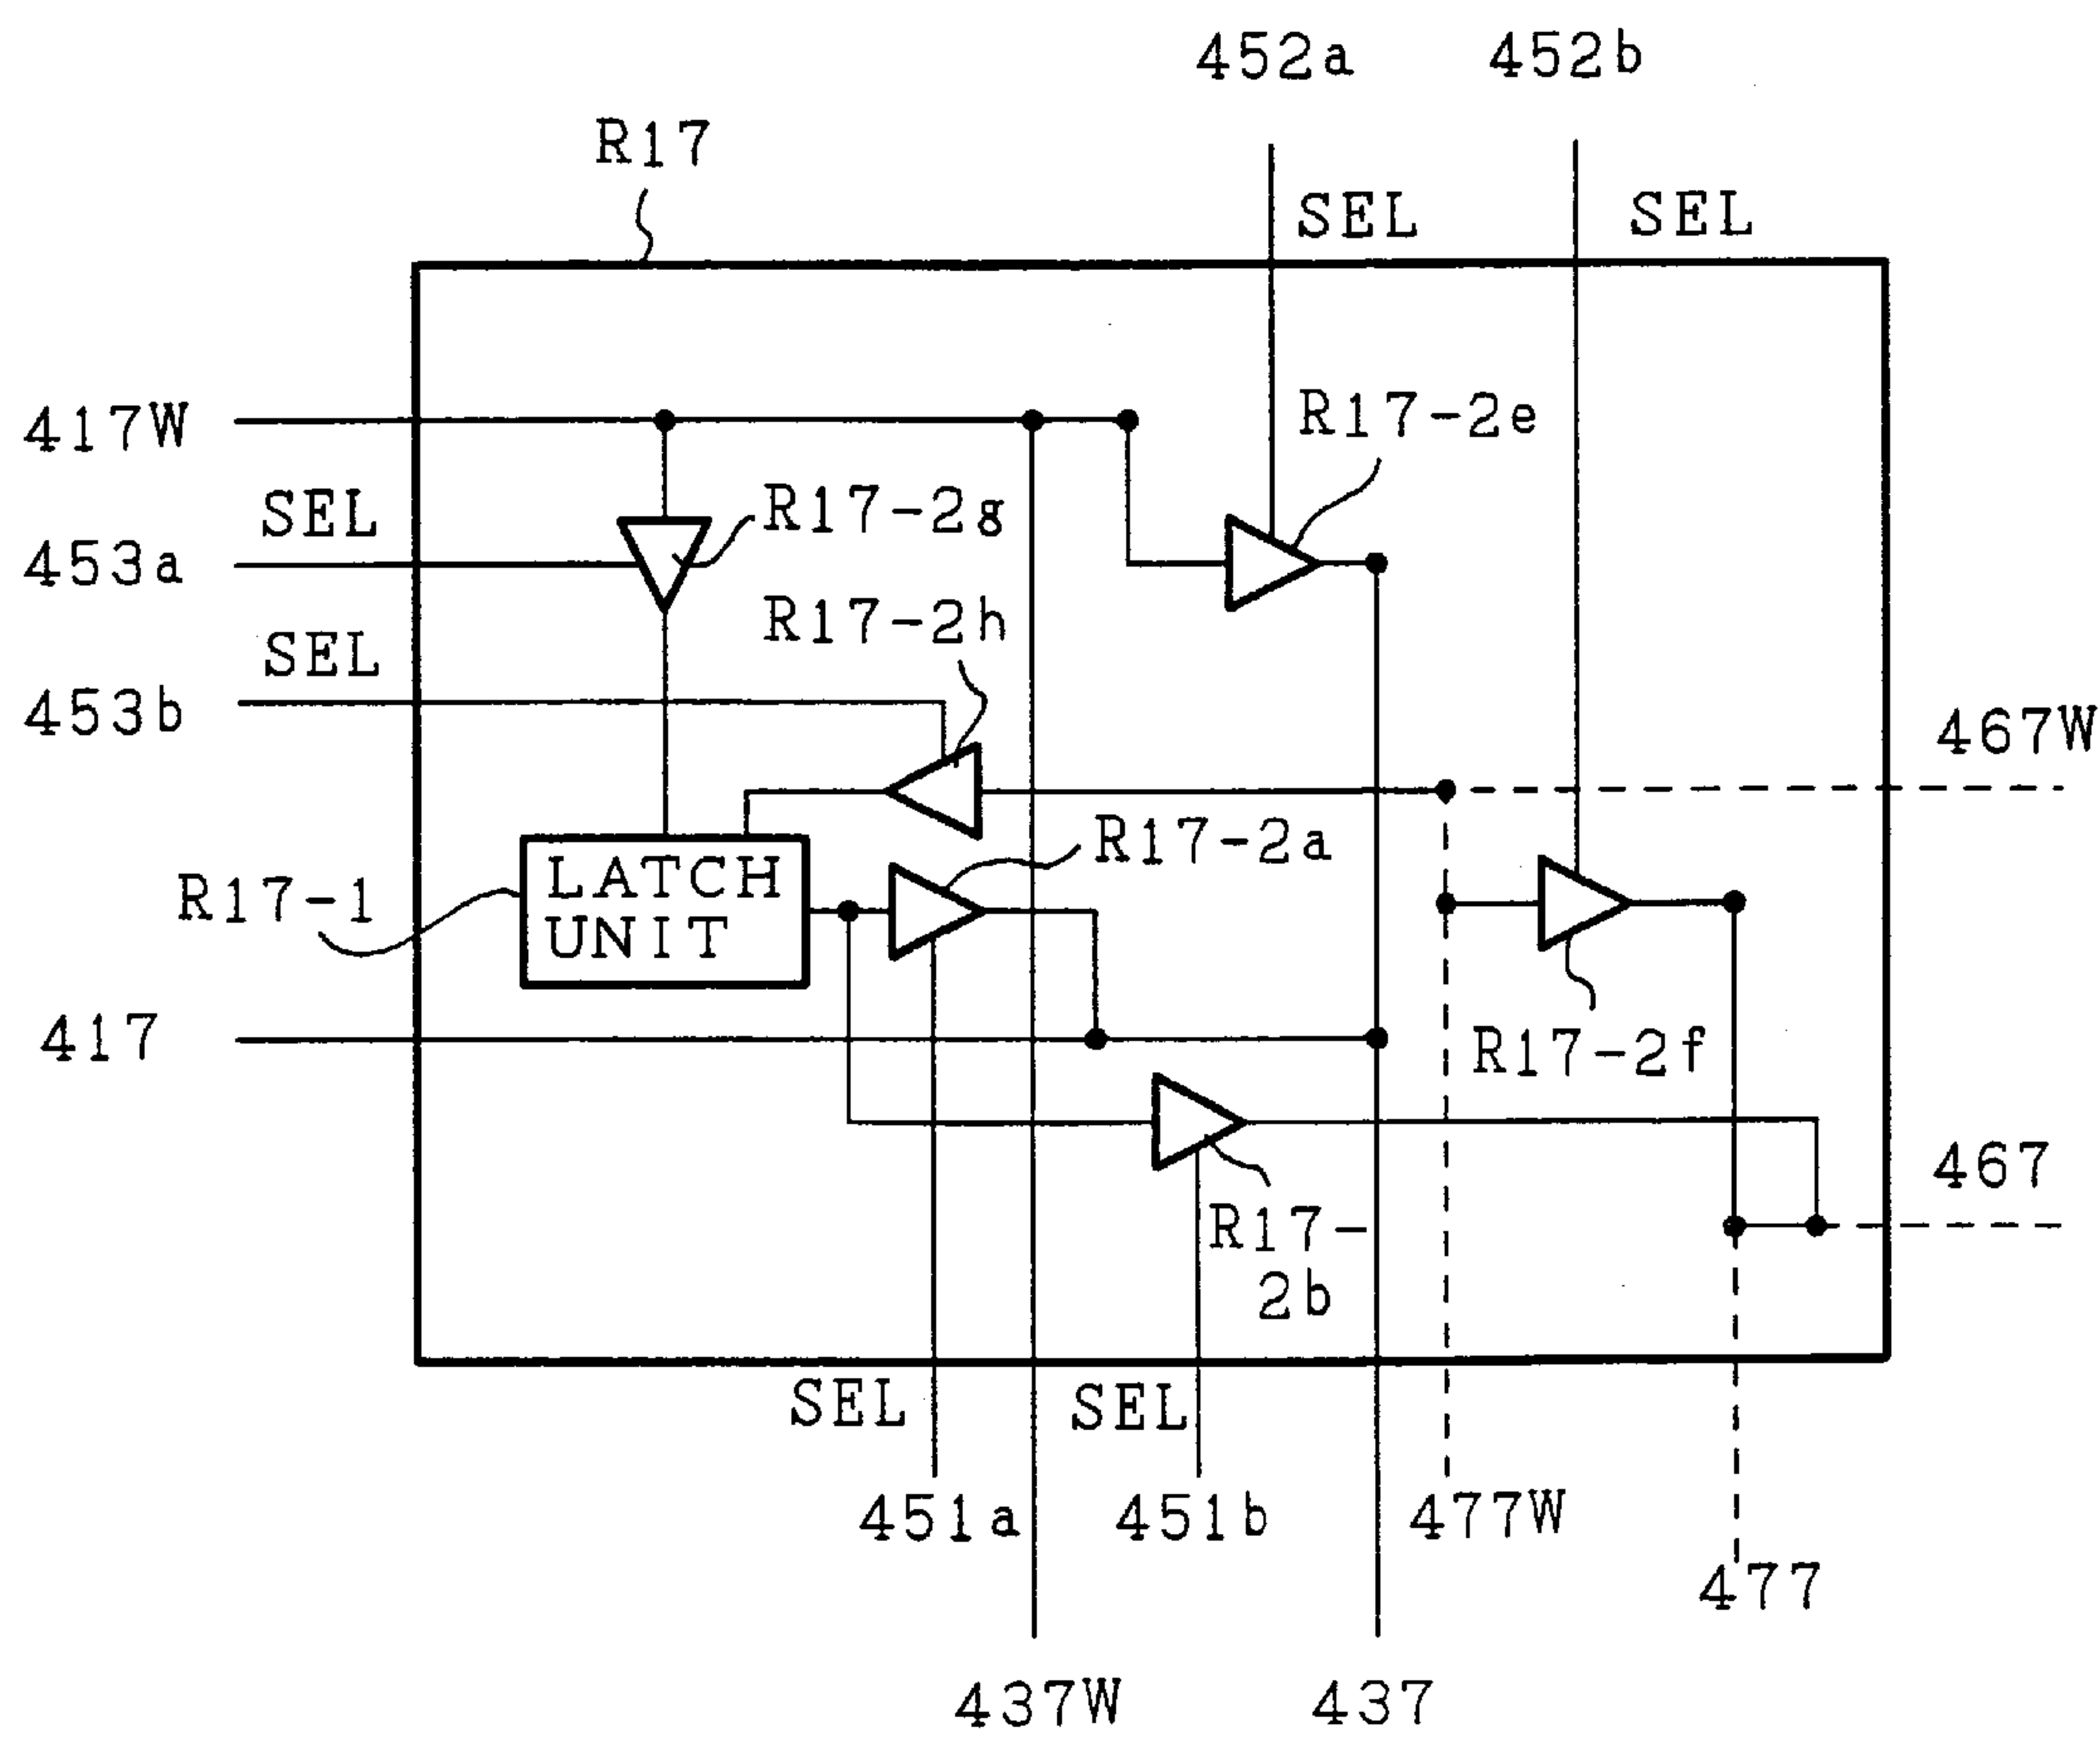 452a
452b
R17
SEL
SEL
417W
R17-2e
SEL
R17-2g
453a
R17-2h
SEL
453b
467W
R17-2a
LATCH
UNIT
R17-1
417
R17-2f
467
R17-
2b
SEL
SEL
451a
451b
477W
477
437W
437